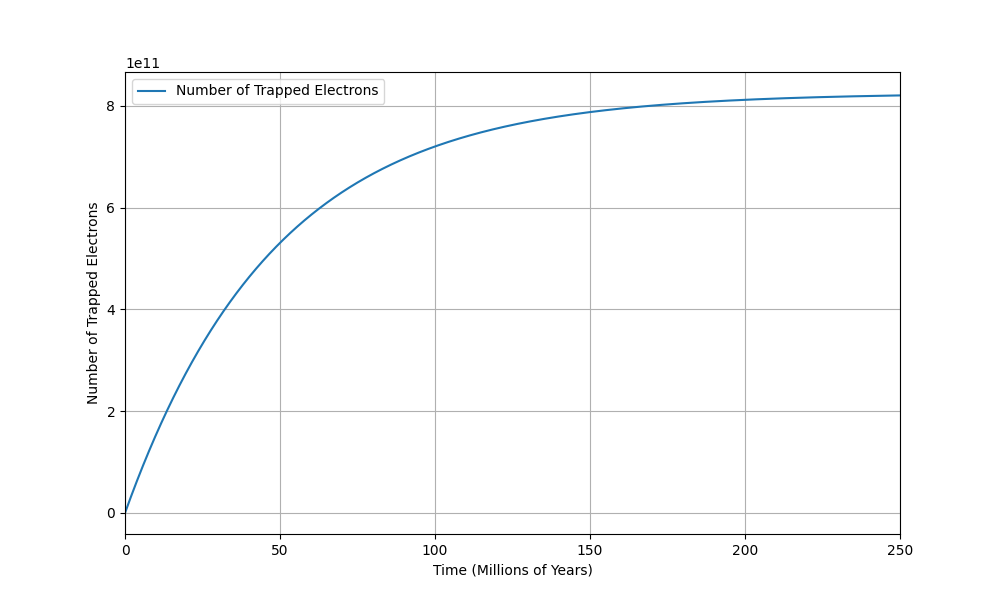 1e11
Number of Trapped Electrons
8
6
4
2
0
Number of Trapped Electrons
0 50 100 150 200 250
Time (Millions of Years)